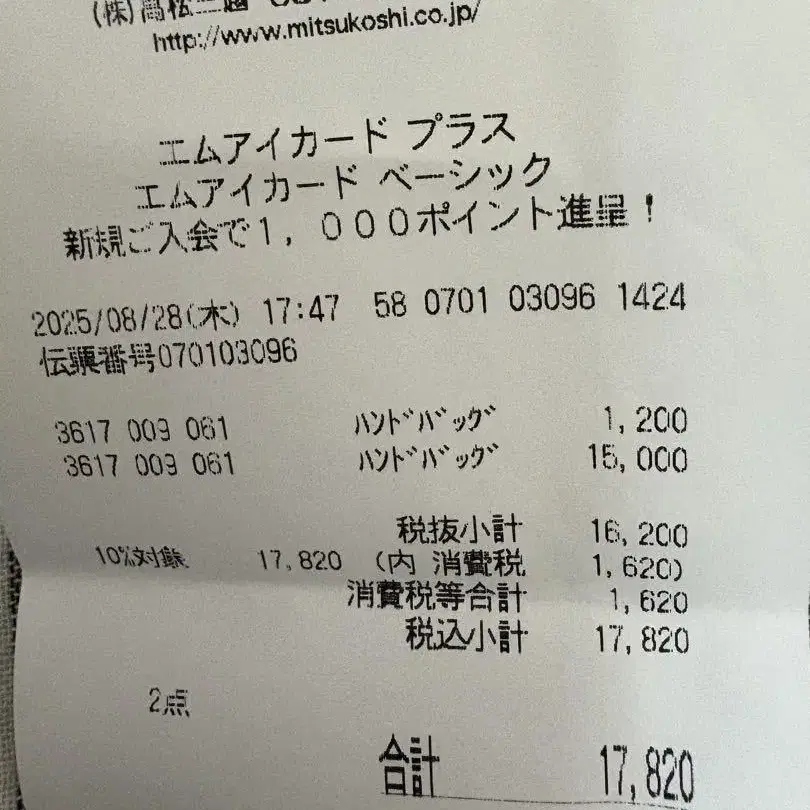 (株)高松三越
http://www.mitsukoshi.co.jp/
エムアイカード プラス
エムアイカード ベーシック
新規ご入会で1,000ポイント進呈！
2025/08/28(木) 17:47 58 0701 03096 1424
伝票番号070103096
3617 009 061 ﾊﾝﾄﾞﾊﾞｯｸﾞ 1,200
3617 009 061 ﾊﾝﾄﾞﾊﾞｯｸﾞ 15,000
税抜小計 16,200
10%対象 17,820 (内 消費税 1,620)
消費税等合計 1,620
税込小計 17,820
2点
合計 17,820